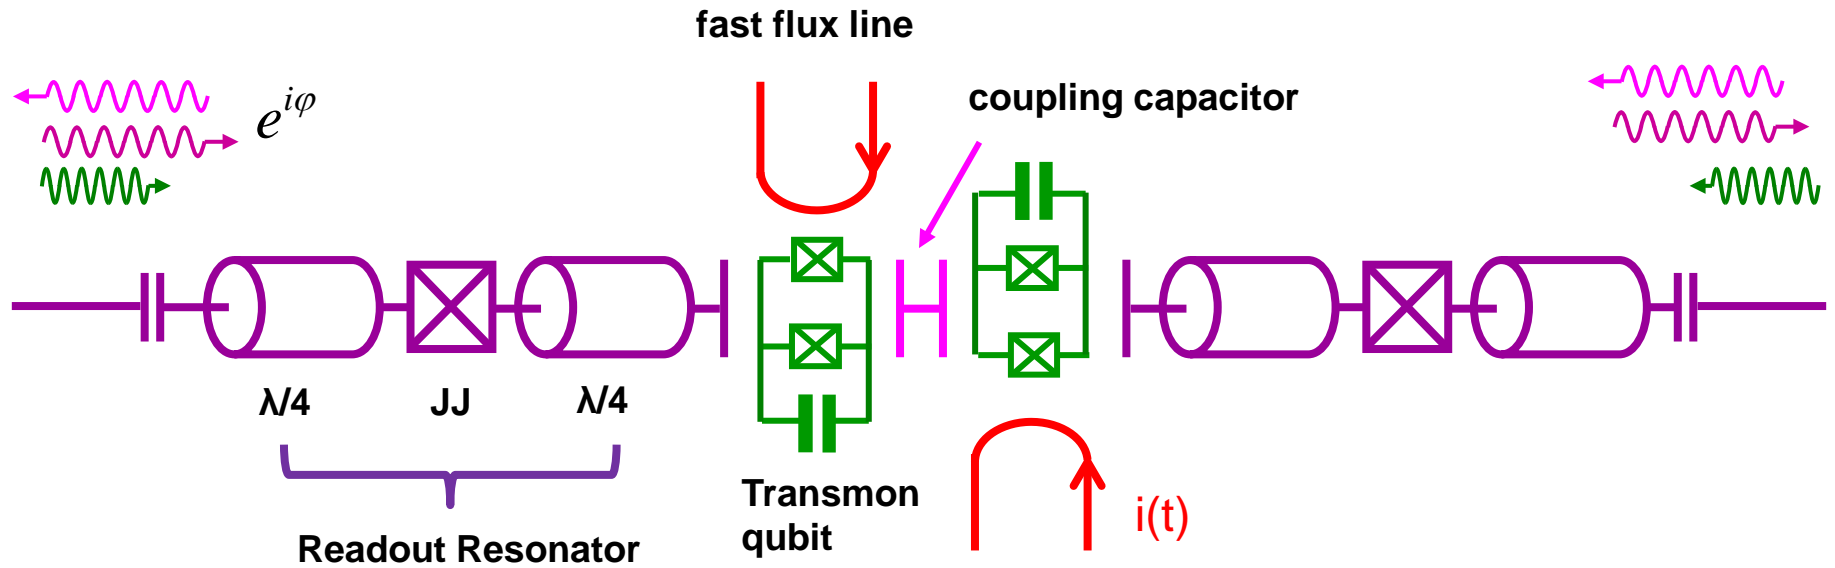 fast flux line
coupling capacitor
e^{iφ}
λ/4
JJ
λ/4
Transmon
qubit
i(t)
Readout Resonator